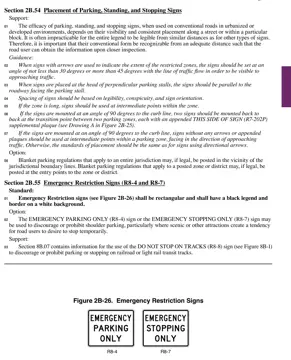 Section 2B.54 Placement of Parking, Standing, and Stopping Signs
Support:
01 The efficacy of parking, standing, and stopping signs, when used on conventional roads in urbanized or
developed environments, depends on their visibility and consistent placement along a street or within a particular
block. It is often impracticable for the entire legend to be legible from similar distances as for other types of signs.
Therefore, it is important that their conventional form be recognizable from an adequate distance such that the
road user can obtain the information upon closer inspection.
Guidance:
02 When signs with arrows are used to indicate the extent of the restricted zones, the signs should be set at an
angle of not less than 30 degrees or more than 45 degrees with the line of traffic flow in order to be visible to
approaching traffic.
03 When signs are placed at the head of perpendicular parking stalls, the signs should be parallel to the
roadway facing the parking stall.
04 Spacing of signs should be based on legibility, conspicuity, and sign orientation.
05 If the zone is long, signs should be used at intermediate points within the zone.
06 If the signs are mounted at an angle of 90 degrees to the curb line, two signs should be mounted back to
back at the transition point between two parking zones, each with an appended THIS SIDE OF SIGN (R7-202P)
supplemental plaque (see Drawing A in Figure 2B-25).
07 If the signs are mounted at an angle of 90 degrees to the curb line, signs without any arrows or appended
plaques should be used at intermediate points within a parking zone, facing in the direction of approaching
traffic. Otherwise, the standards of placement should be the same as for signs using directional arrows.
Option:
08 Blanket parking regulations that apply to an entire jurisdiction may, if legal, be posted in the vicinity of the
jurisdictional boundary lines. Blanket parking regulations that apply to a posted zone or district may, if legal, be
posted at the entry points to the zone or district.
Section 2B.55 Emergency Restriction Signs (R8-4 and R8-7)
Standard:
01 Emergency Restriction signs (see Figure 2B-26) shall be rectangular and shall have a black legend and
border on a white background.
Option:
02 The EMERGENCY PARKING ONLY (R8-4) sign or the EMERGENCY STOPPING ONLY (R8-7) sign may
be used to discourage or prohibit shoulder parking, particularly where scenic or other attractions create a tendency
for road users to desire to stop temporarily.
Support:
03 Section 8B.07 contains information for the use of the DO NOT STOP ON TRACKS (R8-8) sign (see Figure 8B-1)
to discourage or prohibit parking or stopping on railroad or light rail transit tracks.
Figure 2B-26. Emergency Restriction Signs
EMERGENCY PARKING ONLY
EMERGENCY STOPPING ONLY
R8-4 R8-7